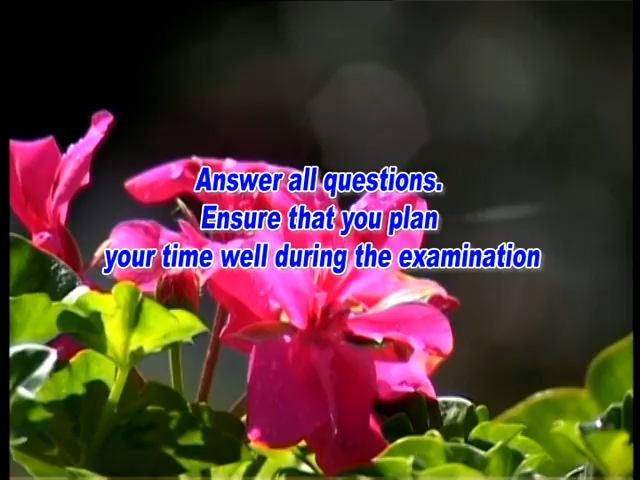 Answer all questions.
Ensure that you plan
your time well during the examination